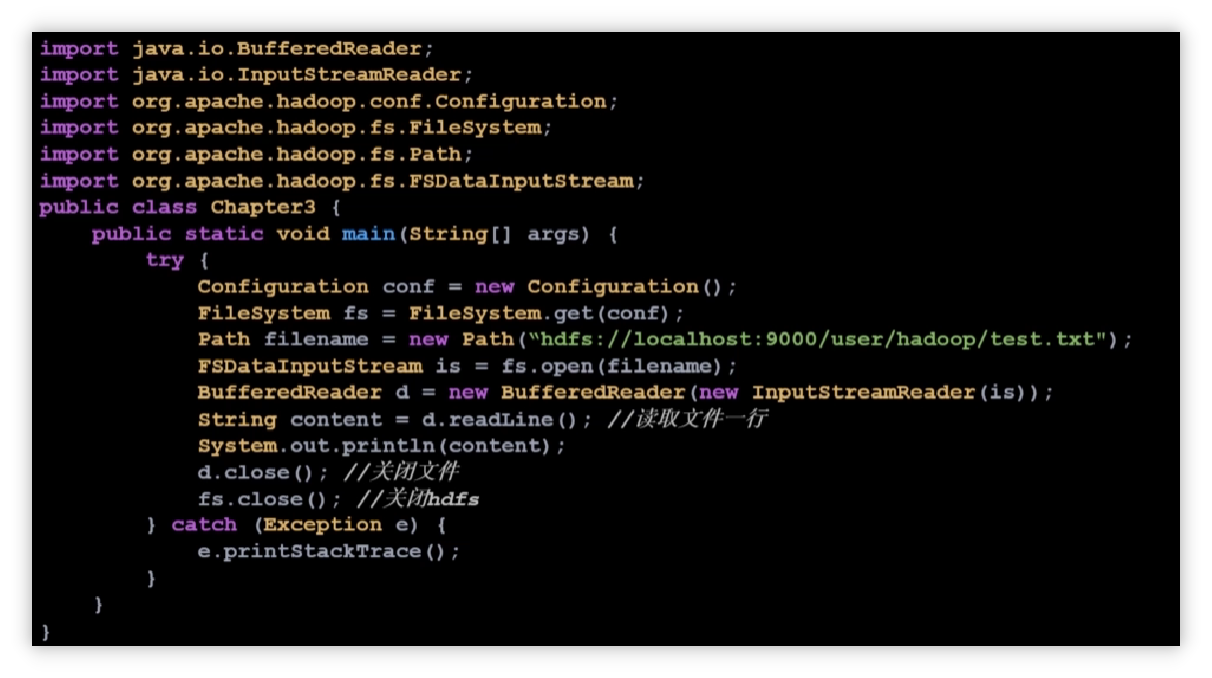 import java.io.BufferedReader;
import java.io.InputStreamReader;
import org.apache.hadoop.conf.Configuration;
import org.apache.hadoop.fs.FileSystem;
import org.apache.hadoop.fs.Path;
import org.apache.hadoop.fs.FSDataInputStream;
public class Chapter3 {
    public static void main(String[] args) {
        try {
            Configuration conf = new Configuration();
            FileSystem fs = FileSystem.get(conf);
            Path filename = new Path(“hdfs://localhost:9000/user/hadoop/test.txt");
            FSDataInputStream is = fs.open(filename);
            BufferedReader d = new BufferedReader(new InputStreamReader(is));
            String content = d.readLine(); //读取文件一行
            System.out.println(content);
            d.close(); //关闭文件
            fs.close(); //关闭hdfs
        } catch (Exception e) {
            e.printStackTrace();
        }
    }
}